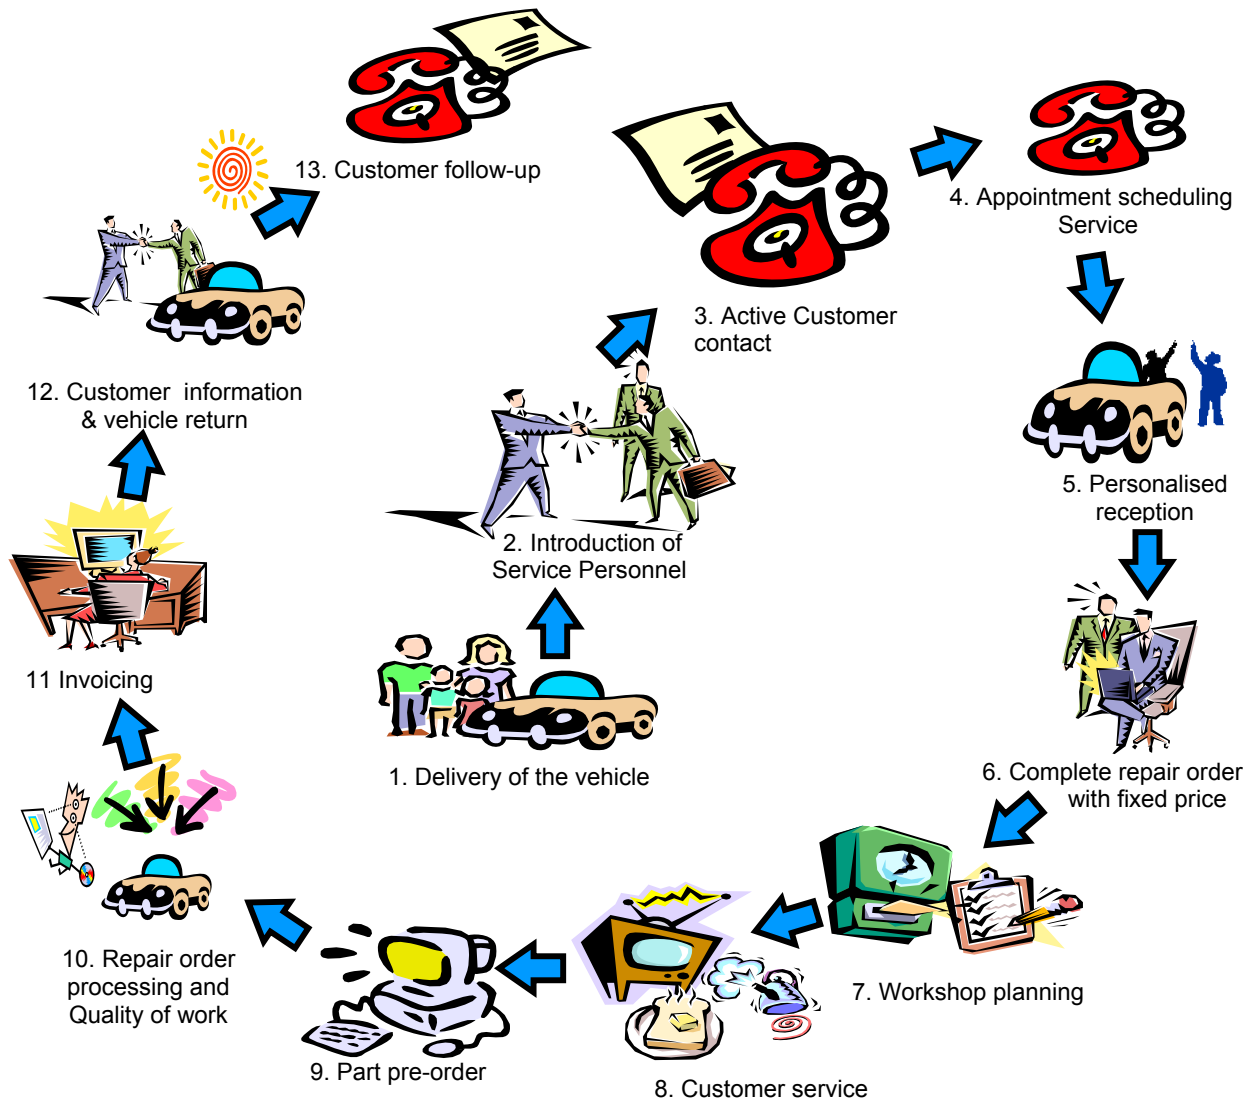 1. Delivery of the vehicle
2. Introduction of
Service Personnel
3. Active Customer
contact
4. Appointment scheduling
Service
5. Personalised
reception
6. Complete repair order
with fixed price
7. Workshop planning
8. Customer service
9. Part pre-order
10. Repair order
processing and
Quality of work
11 Invoicing
12. Customer information
& vehicle return
13. Customer follow-up